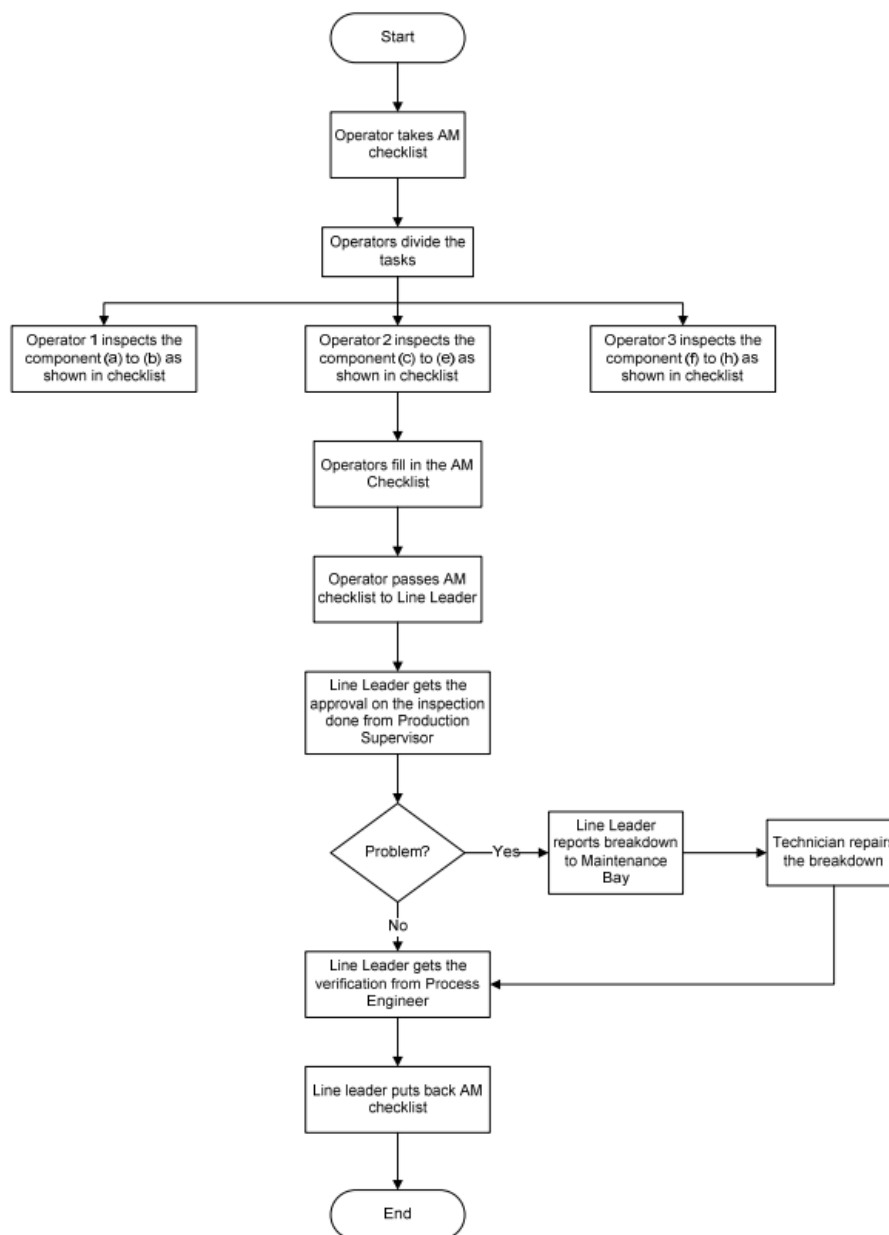 Start
Operator takes AM
checklist
Operators divide the
tasks
Operator 1 inspects the
component (a) to (b) as
shown in checklist
Operator 2 inspects the
component (c) to (e) as
shown in checklist
Operator 3 inspects the
component (f) to (h) as
shown in checklist
Operators fill in the AM
Checklist
Operator passes AM
checklist to Line Leader
Line Leader gets the
approval on the inspection
done from Production
Supervisor
Problem?
Yes
Line Leader
reports breakdown
to Maintenance
Bay
Technician repairs
the breakdown
No
Line Leader gets the
verification from Process
Engineer
Line leader puts back AM
checklist
End